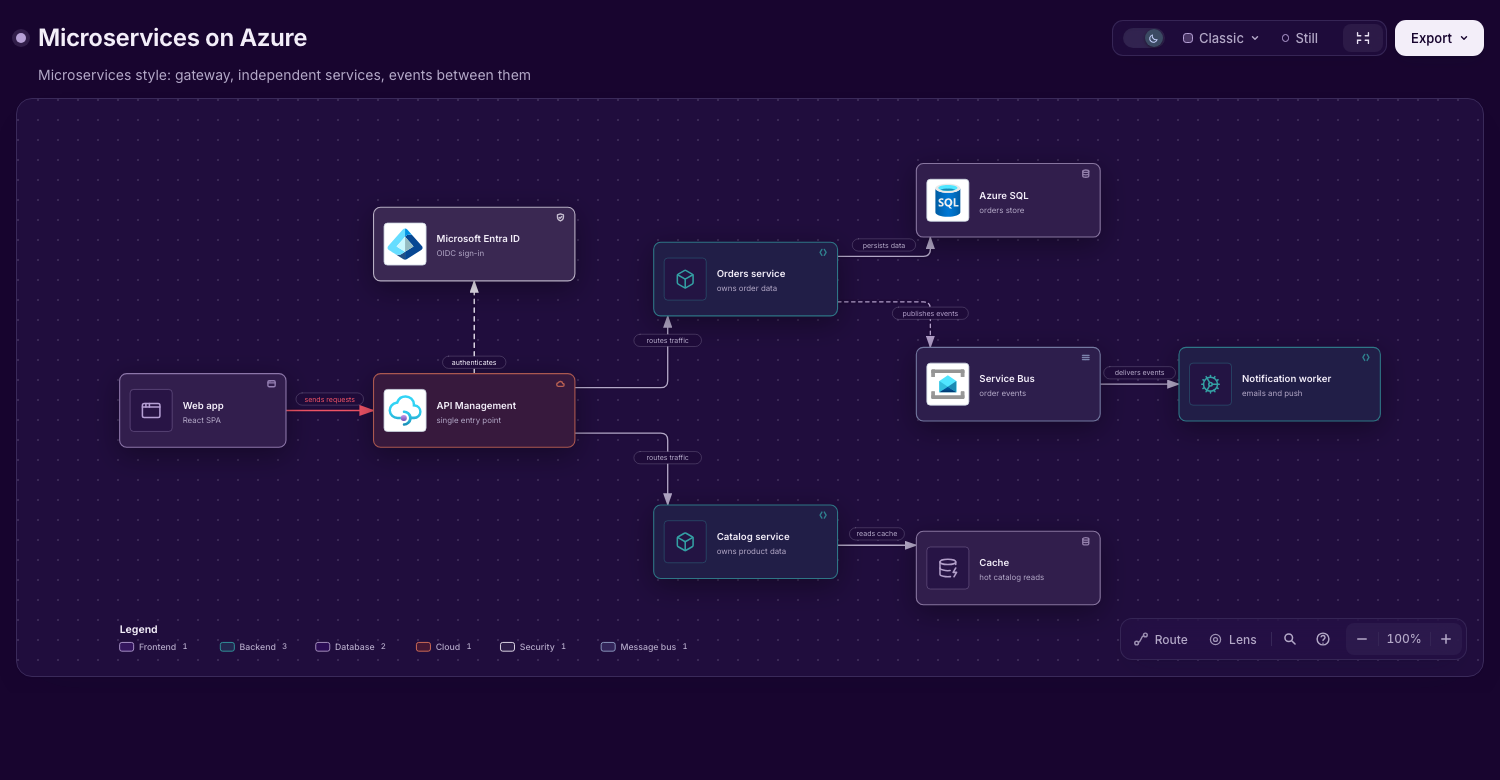 Microservices on Azure
Classic
Still
Export
Microservices style: gateway, independent services, events between them
Azure SQL
orders store
SQL
Microsoft Entra ID
OIDC sign-in
persists data
Orders service
owns order data
publishes events
routes traffic
authenticates
Web app
React SPA
sends requests
API Management
single entry point
Service Bus
order events
delivers events
Notification worker
emails and push
routes traffic
Catalog service
owns product data
reads cache
Cache
hot catalog reads
Legend
Frontend 1
Backend 3
Database 2
Cloud 1
Security 1
Message bus 1
Route
Lens
100%